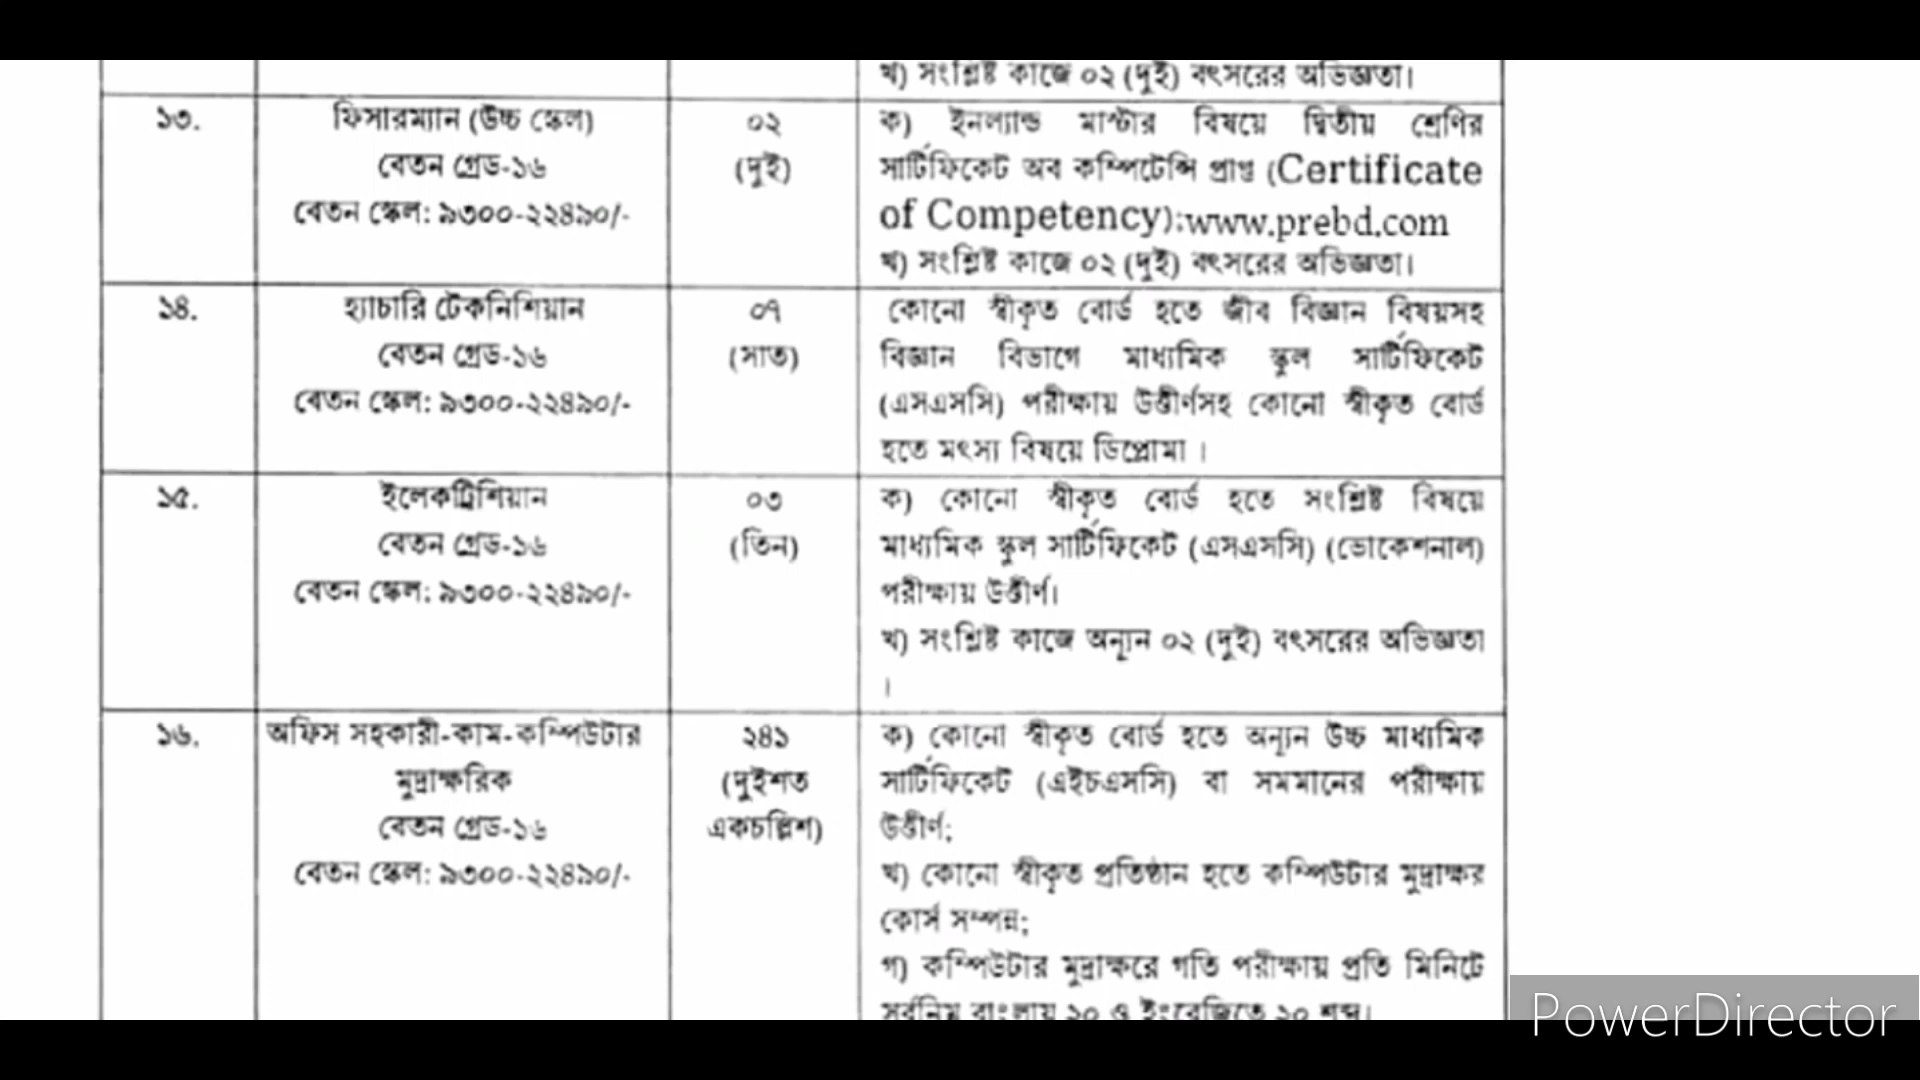 খ) সংশ্লিষ্ট কাজে ০২ (দুই) বৎসরের অভিজ্ঞতা।
১৩.
ফিসারম্যান (উচ্চ স্কেল)
বেতন গ্রেড-১৬
বেতন স্কেল: ৯৩০০-২২৪৯০/-
০২
(দুই)
ক) ইনল্যান্ড মাস্টার বিষয়ে দ্বিতীয় শ্রেণির
সার্টিফিকেট অব কম্পিটেন্সি প্রাপ্ত (Certificate
of Competency);www.prebd.com
খ) সংশ্লিষ্ট কাজে ০২ (দুই) বৎসরের অভিজ্ঞতা।
১৪.
হ্যাচারি টেকনিশিয়ান
বেতন গ্রেড-১৬
বেতন স্কেল: ৯৩০০-২২৪৯০/-
০৭
(সাত)
কোনো স্বীকৃত বোর্ড হতে জীব বিজ্ঞান বিষয়সহ
বিজ্ঞান বিভাগে মাধ্যমিক স্কুল সার্টিফিকেট
(এসএসসি) পরীক্ষায় উত্তীর্ণসহ কোনো স্বীকৃত বোর্ড
হতে মৎস্য বিষয়ে ডিপ্লোমা ।
১৫.
ইলেকট্রিশিয়ান
বেতন গ্রেড-১৬
বেতন স্কেল: ৯৩০০-২২৪৯০/-
০৩
(তিন)
ক) কোনো স্বীকৃত বোর্ড হতে সংশ্লিষ্ট বিষয়ে
মাধ্যমিক স্কুল সার্টিফিকেট (এসএসসি) (ভোকেশনাল)
পরীক্ষায় উত্তীর্ণ।
খ) সংশ্লিষ্ট কাজে অন্যূন ০২ (দুই) বৎসরের অভিজ্ঞতা
।
১৬.
অফিস সহকারী-কাম-কম্পিউটার
মুদ্রাক্ষরিক
বেতন গ্রেড-১৬
বেতন স্কেল: ৯৩০০-২২৪৯০/-
২৪১
(দুইশত
একচল্লিশ)
ক) কোনো স্বীকৃত বোর্ড হতে অন্যূন উচ্চ মাধ্যমিক
সার্টিফিকেট (এইচএসসি) বা সমমানের পরীক্ষায়
উত্তীর্ণ;
খ) কোনো স্বীকৃত প্রতিষ্ঠান হতে কম্পিউটার মুদ্রাক্ষর
কোর্স সম্পন্ন;
গ) কম্পিউটার মুদ্রাক্ষরে গতি পরীক্ষায় প্রতি মিনিটে
সর্বনিম্ন বাংলায় ২০ ও ইংরেজিতে ২০ শব্দ।
PowerDirector